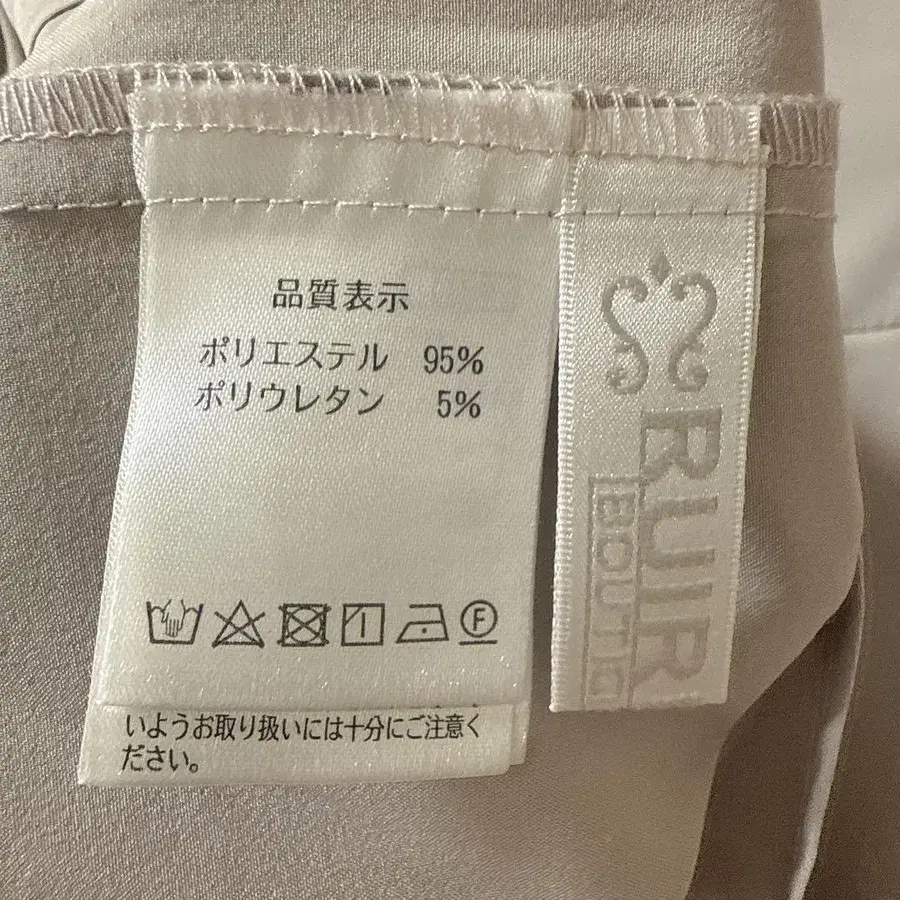 品質表示
ポリエステル 95%
ポリウレタン 5%
いようお取り扱いには十分にご注意く
ださい。
F
RUIR
BOUTIC